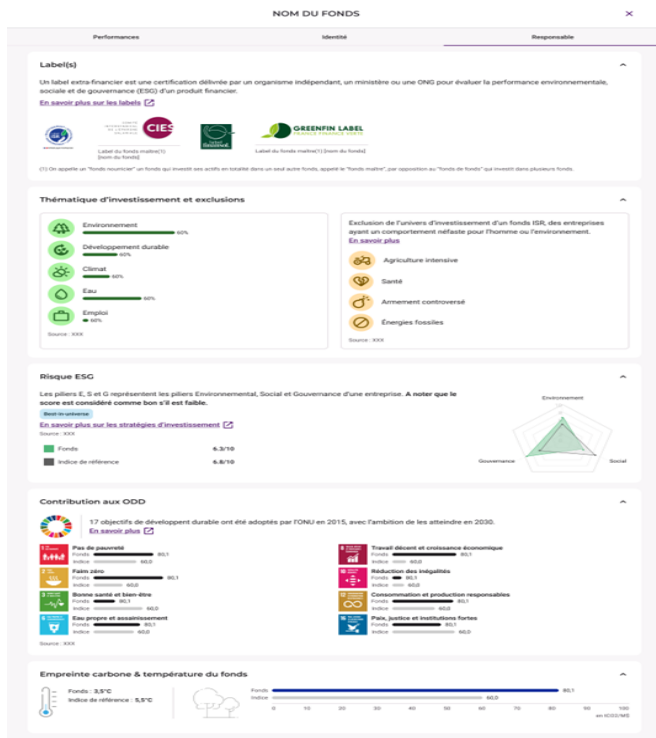 NOM DU FONDS
Performances
Identité
Responsable
Label(s)
Un label extra-financier est une certification délivrée par un organisme indépendant, un ministère ou une ONG pour évaluer la performance environnementale,
sociale et de gouvernance (ESG) d'un produit financier.
En savoir plus sur les labels
CIES
Label du fonds maître(1)
[nom du fonds]
GREENFIN LABEL
FRANCE FINANCE VERTE
Label du fonds maître(1) [nom du fonds]
(1) On appelle un "fonds nourricier" un fonds qui investit ses actifs en totalité dans un seul autre fonds, appelé le "fonds maître", par opposition au "fonds de fonds" qui investit dans plusieurs fonds.
Thématique d'investissement et exclusions
Environnement
60%
Développement durable
60%
Climat
60%
Eau
60%
Emploi
60%
Source : XXX
Exclusion de l'univers d'investissement d'un fonds ISR, des entreprises
ayant un comportement néfaste pour l'homme ou l'environnement.
En savoir plus
Agriculture intensive
Santé
Armement controversé
Énergies fossiles
Source : XXX
Risque ESG
Les piliers E, S et G représentent les piliers Environnemental, Social et Gouvernance d'une entreprise. A noter que le
score est considéré comme bon s'il est faible.
Best-in-universe
En savoir plus sur les stratégies d'investissement
Source : XXX
Fonds 6.3/10
Indice de référence 6.8/10
Environnement
Gouvernance
Social
Contribution aux ODD
17 objectifs de développent durable ont été adoptés par l'ONU en 2015, avec l'ambition de les atteindre en 2030.
En savoir plus
Pas de pauvreté
Fonds 80,1
Indice 60,0
Faim zéro
Fonds 80,1
Indice 60,0
Bonne santé et bien-être
Fonds 80,1
Indice 60,0
Eau propre et assainissement
Fonds 80,1
Indice 60,0
Source : XXX
Travail décent et croissance économique
Fonds 80,1
Indice 60,0
Réduction des inégalités
Fonds 80,1
Indice 60,0
Consommation et production responsables
Fonds 80,1
Indice 60,0
Paix, justice et institutions fortes
Fonds 80,1
Indice 60,0
Empreinte carbone & température du fonds
Fonds : 3,5°C
Indice de référence : 5,5°C
Fonds 80,1
Indice 60,0
0 10 20 30 40 50 60 70 80 90 100